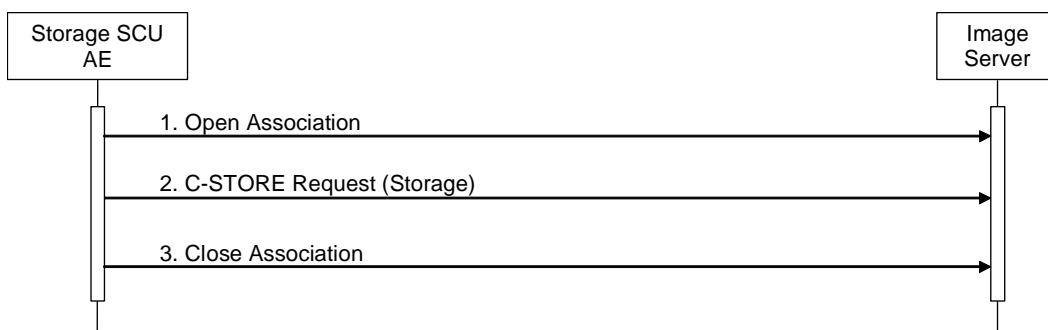 Storage SCU
AE
Image
Server
1. Open Association
2. C-STORE Request (Storage)
3. Close Association